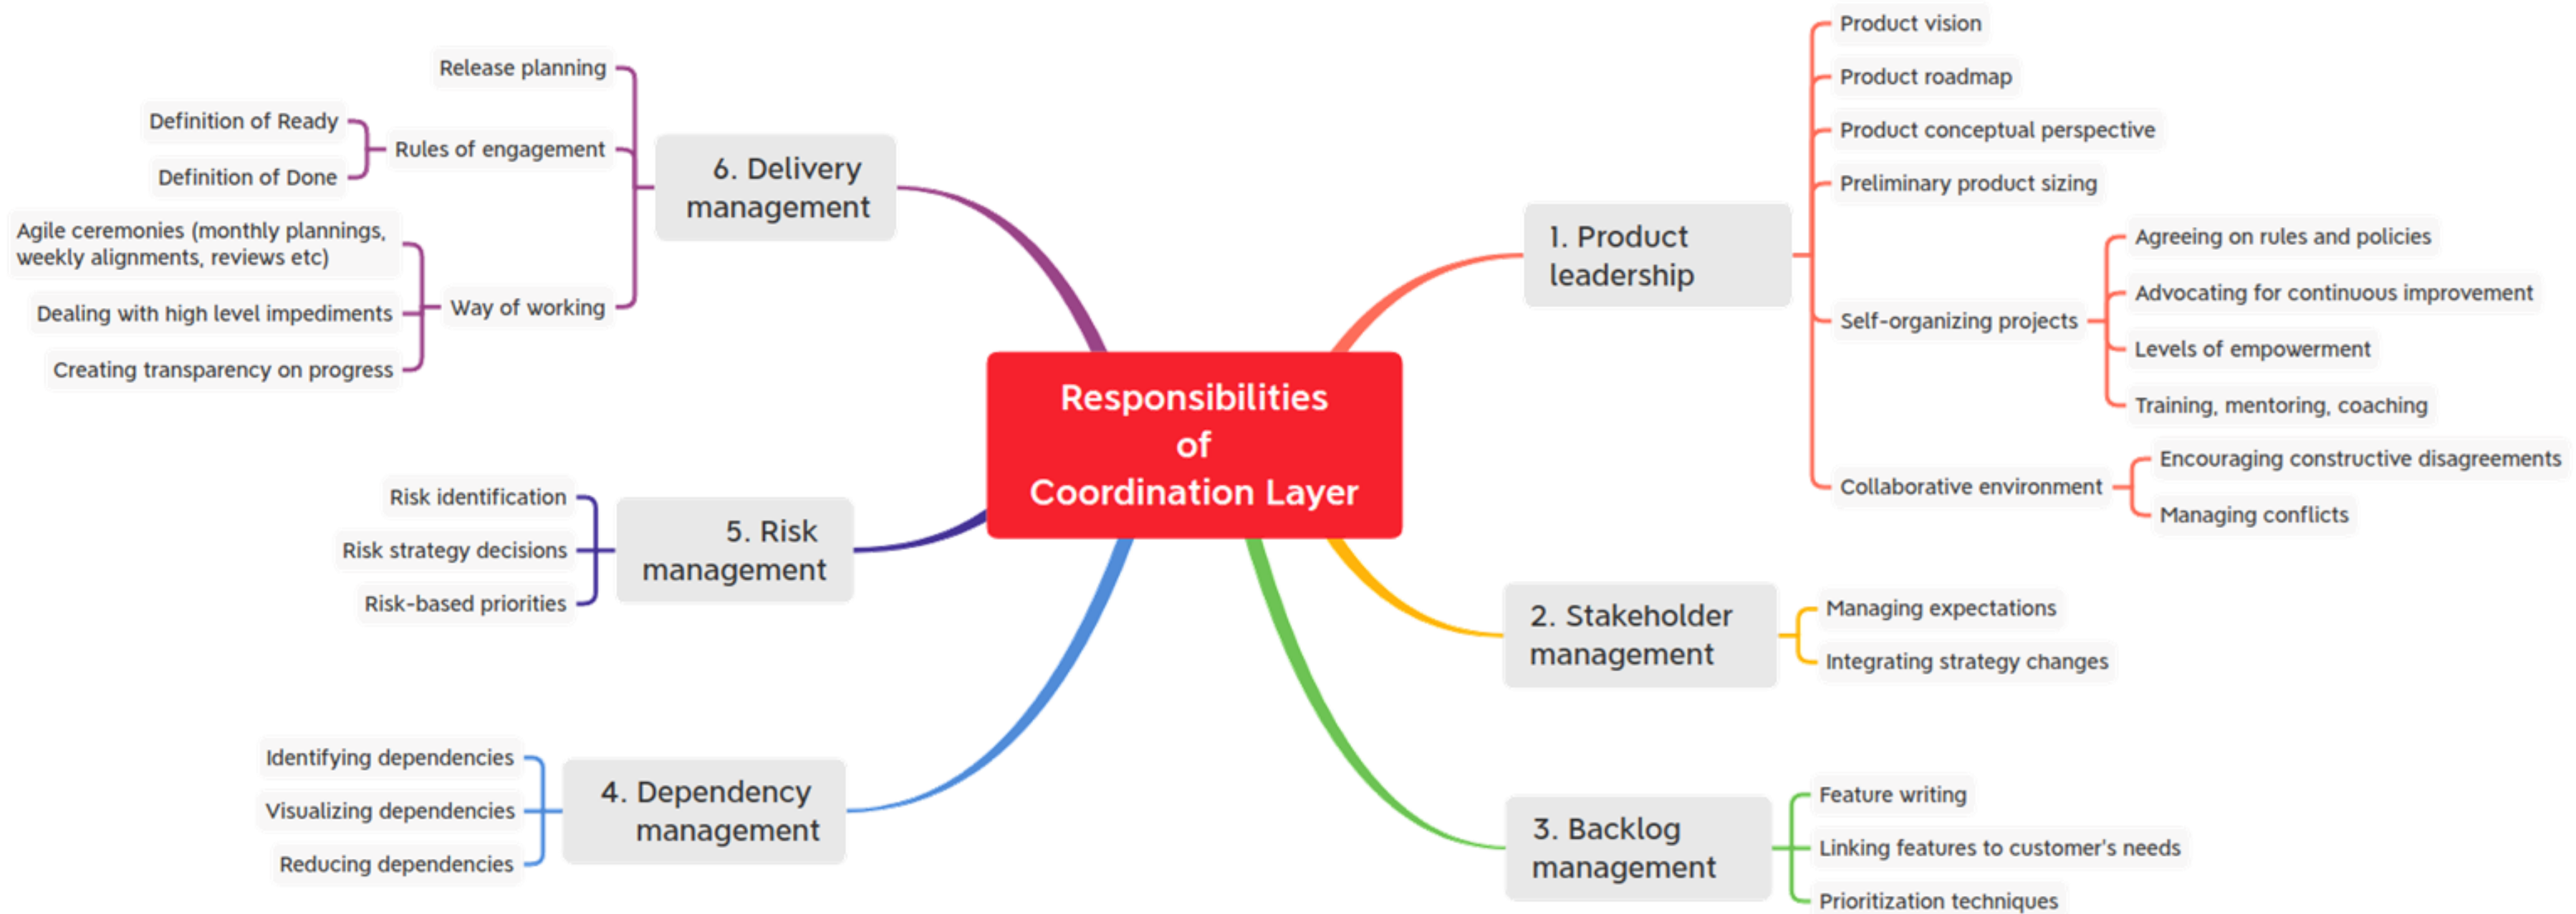 Responsibilities
of
Coordination Layer
1. Product
leadership
Product vision
Product roadmap
Product conceptual perspective
Preliminary product sizing
Self-organizing projects
Agreeing on rules and policies
Advocating for continuous improvement
Levels of empowerment
Training, mentoring, coaching
Collaborative environment
Encouraging constructive disagreements
Managing conflicts
2. Stakeholder
management
Managing expectations
Integrating strategy changes
3. Backlog
management
Feature writing
Linking features to customer's needs
Prioritization techniques
4. Dependency
management
Identifying dependencies
Visualizing dependencies
Reducing dependencies
5. Risk
management
Risk identification
Risk strategy decisions
Risk-based priorities
6. Delivery
management
Release planning
Rules of engagement
Definition of Ready
Definition of Done
Way of working
Agile ceremonies (monthly plannings,
weekly alignments, reviews etc)
Dealing with high level impediments
Creating transparency on progress